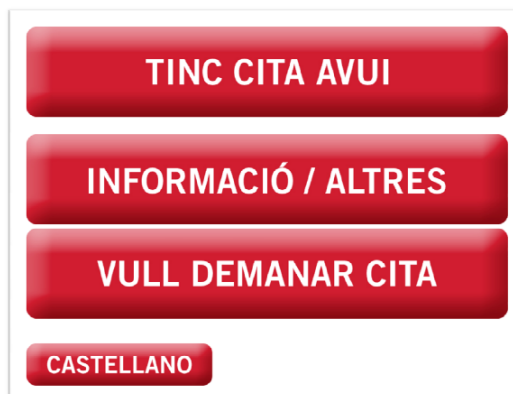 TINC CITA AVUI
INFORMACIÓ / ALTRES
VULL DEMANAR CITA
CASTELLANO